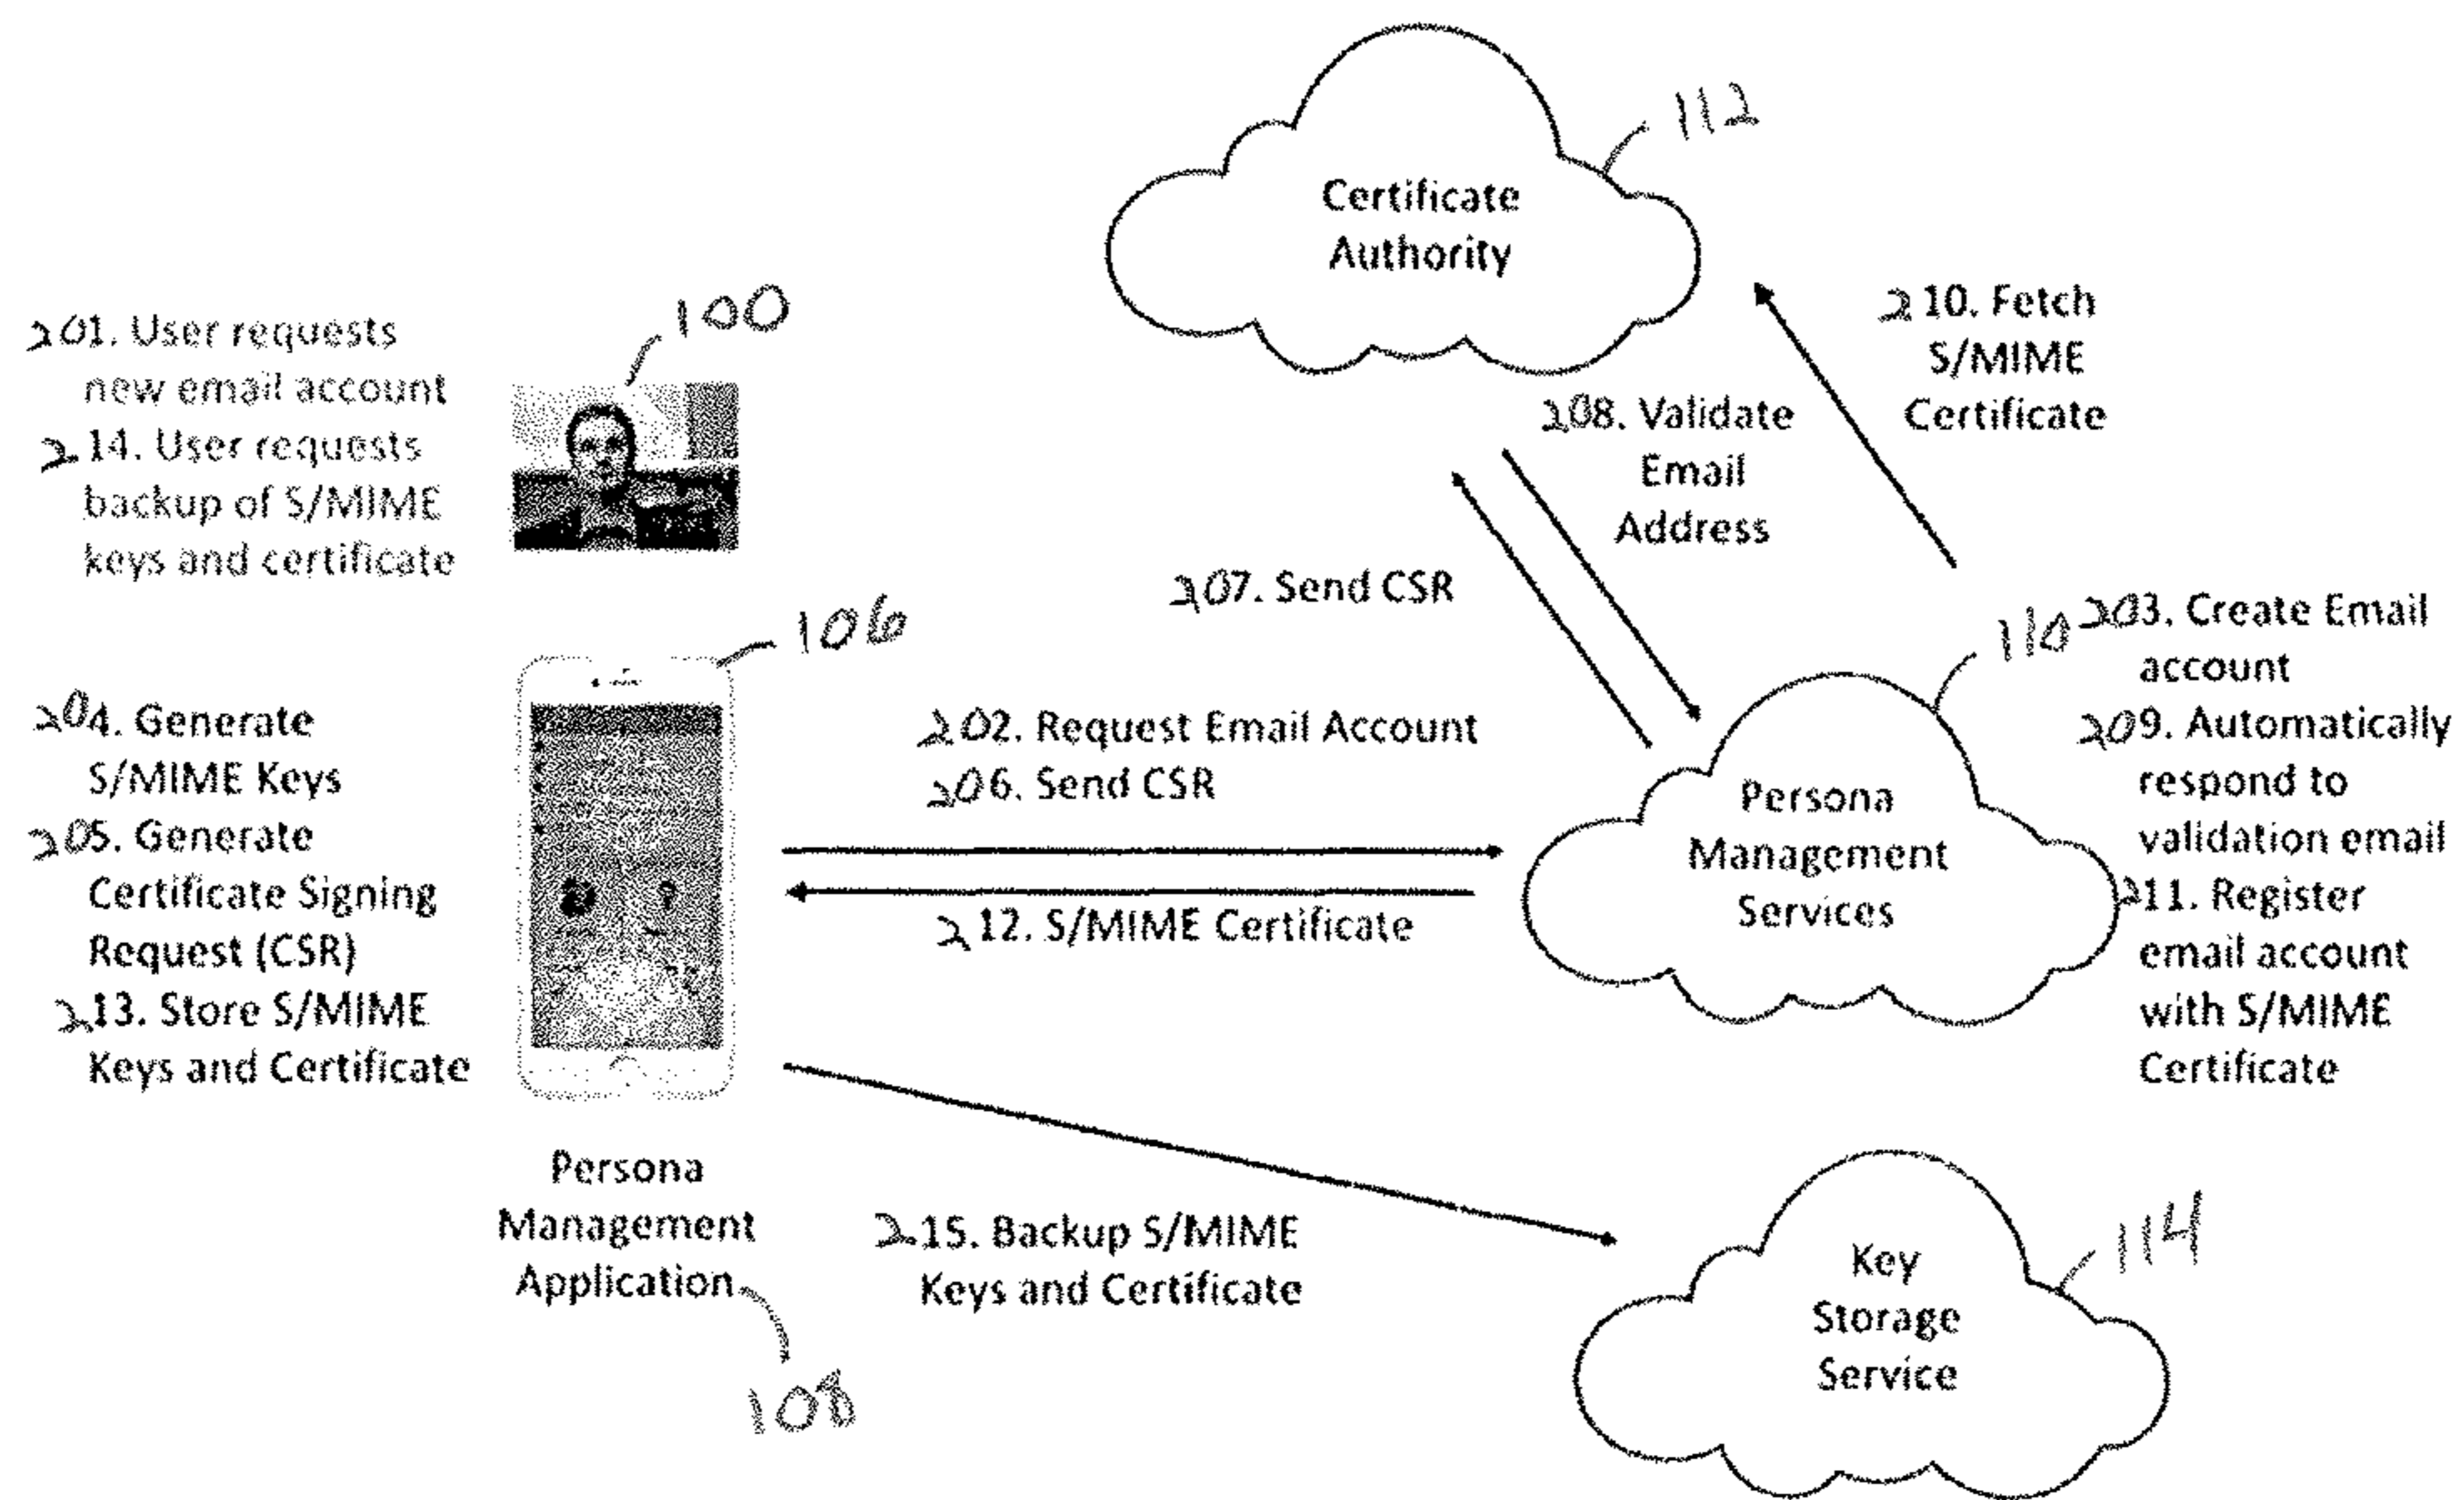 112
Certificate
Authority
100
201. User requests
new email account
214. User requests
backup of S/MIME
keys and certificate
210. Fetch
S/MIME
Certificate
208. Validate
Email
Address
207. Send CSR
106
204. Generate
S/MIME Keys
205. Generate
Certificate Signing
Request (CSR)
213. Store S/MIME
Keys and Certificate
202. Request Email Account
206. Send CSR
212. S/MIME Certificate
110
Persona
Management
Services
203. Create Email
account
209. Automatically
respond to
validation email
211. Register
email account
with S/MIME
Certificate
Persona
Management
Application
108
215. Backup S/MIME
Keys and Certificate
114
Key
Storage
Service